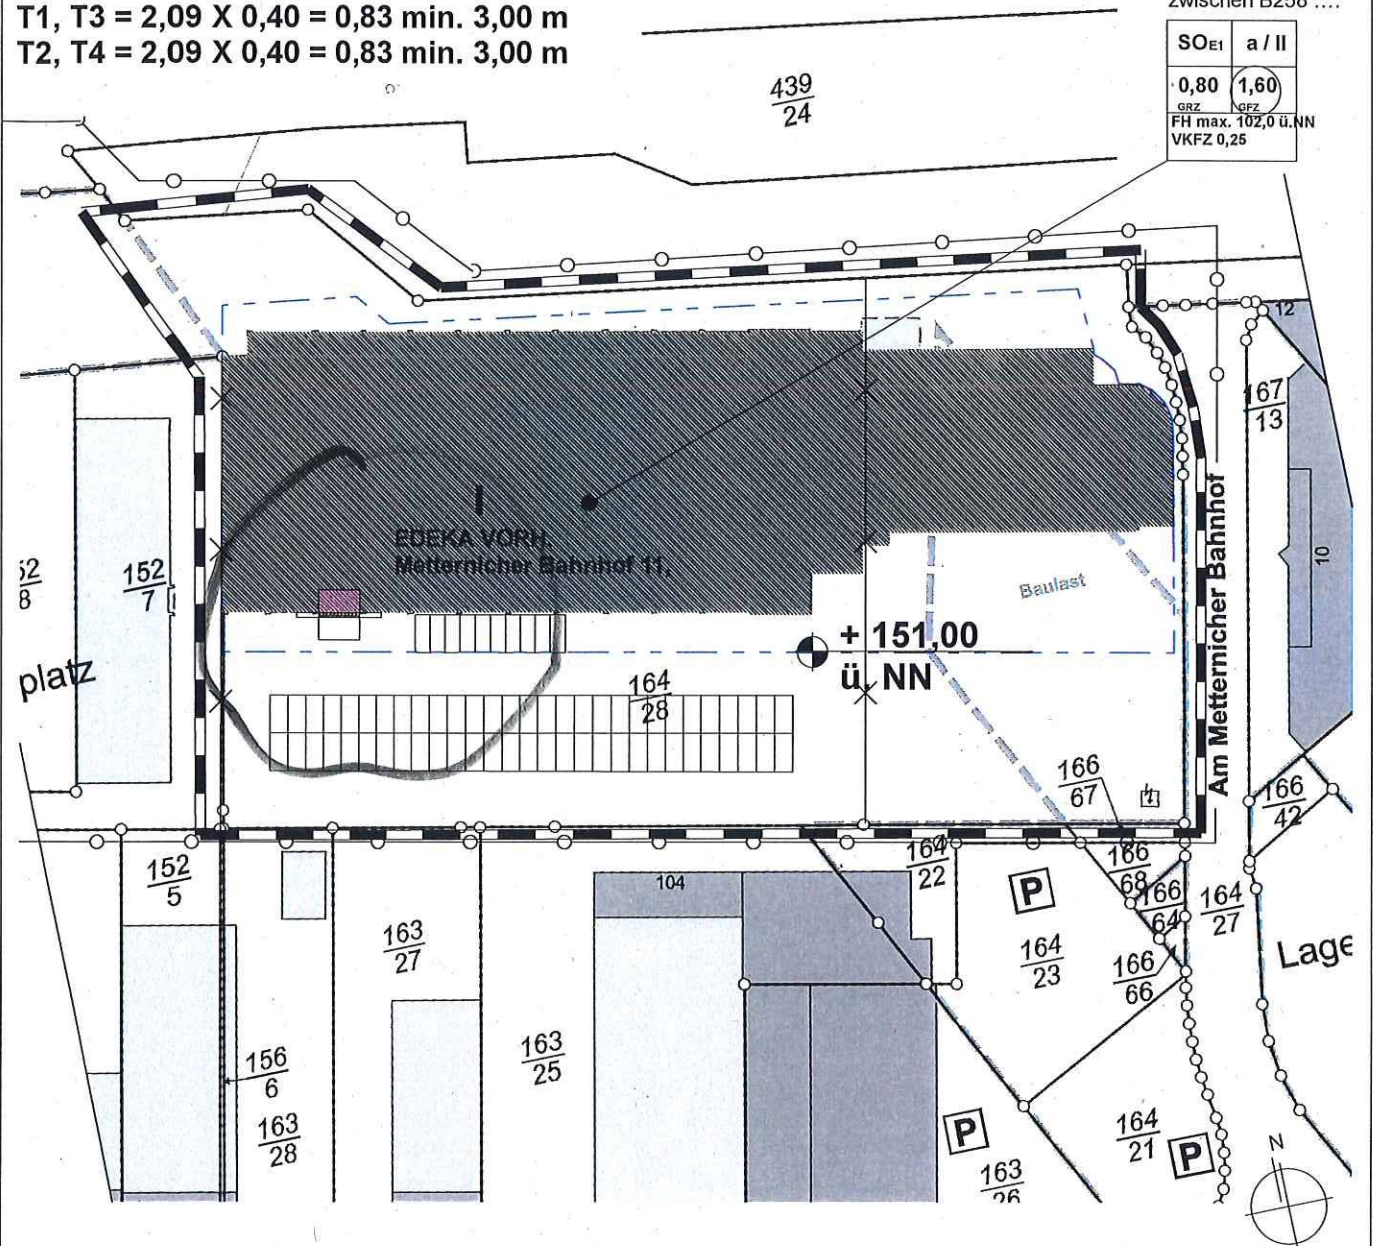 T1, T3 = 2,09 X 0,40 = 0,83 min. 3,00 m
T2, T4 = 2,09 X 0,40 = 0,83 min. 3,00 m
SOE1 a / II
0,80 1,60
GRZ GFZ
FH max. 102,0 ü.NN
VKFZ 0,25
439
24
12
167
13
I
EDEKA VORH.
Metternicher Bahnhof 11,
152
7
Baulast
10
Am Metternicher Bahnhof
+ 151,00
ü. NN
platz
164
28
166
67
166
42
152
5
104
164
22
166
68
166
64
164
27
P
163
27
164
23
166
66
Lage
163
25
156
6
163
28
P
164
21
P
N
163
26